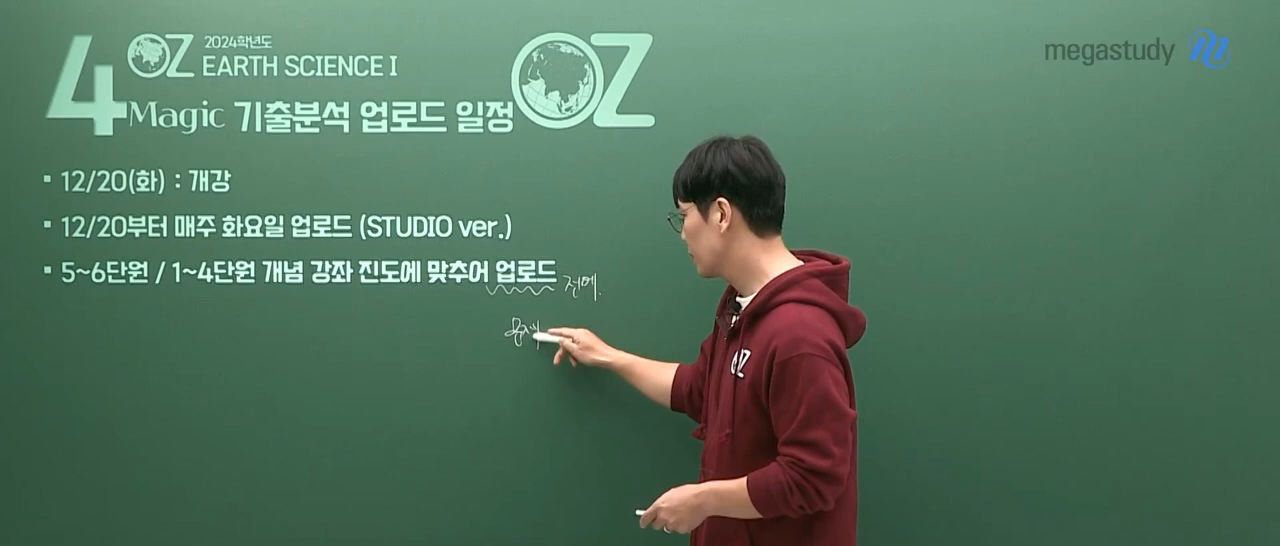 4 OZ 2024학년도
EARTH SCIENCE I
Magic 기출분석 업로드 일정
OZ
megastudy
▪ 12/20(화) : 개강
▪ 12/20부터 매주 화요일 업로드 (STUDIO ver.)
▪ 5~6단원 / 1~4단원 개념 강좌 진도에 맞추어 업로드
전에.
OZ